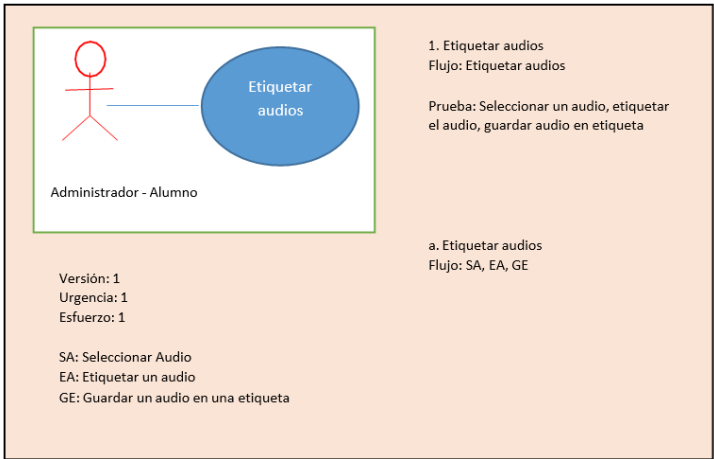 Etiquetar
audios
Administrador - Alumno
Versión: 1
Urgencia: 1
Esfuerzo: 1
SA: Seleccionar Audio
EA: Etiquetar un audio
GE: Guardar un audio en una etiqueta
1. Etiquetar audios
Flujo: Etiquetar audios
Prueba: Seleccionar un audio, etiquetar
el audio, guardar audio en etiqueta
a. Etiquetar audios
Flujo: SA, EA, GE